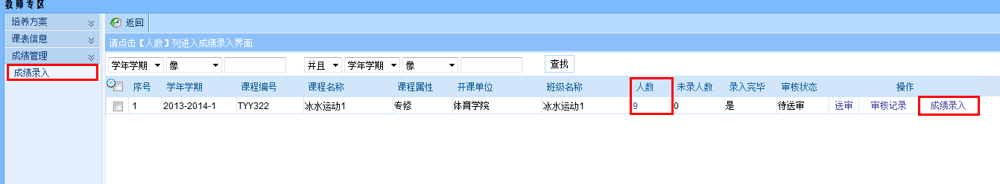 教师专区
培养方案
课表信息
成绩管理
成绩录入
返回
请点击【人数】列进入成绩录入界面
学年学期 像 并且 学年学期 像 查找
序号 学年学期 课程编号 课程名称 课程属性 开课单位 班级名称 人数 未录人数 录入完毕 审核状态 操作
1 2013-2014-1 TYY322 冰水运动1 专修 体育学院 冰水运动1 9 0 是 待送审 送审 审核记录 成绩录入